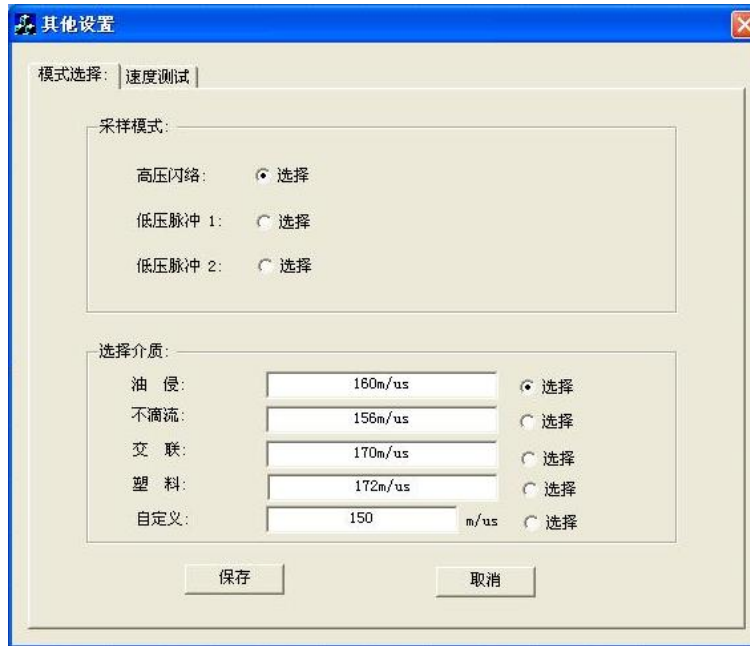 其他设置
模式选择: 速度测试
采样模式:
高压闪络: 选择
低压脉冲 1: 选择
低压脉冲 2: 选择
选择介质:
油 侵: 160m/us 选择
不滴流: 156m/us 选择
交 联: 170m/us 选择
塑 料: 172m/us 选择
自定义: 150 m/us 选择
保存 取消